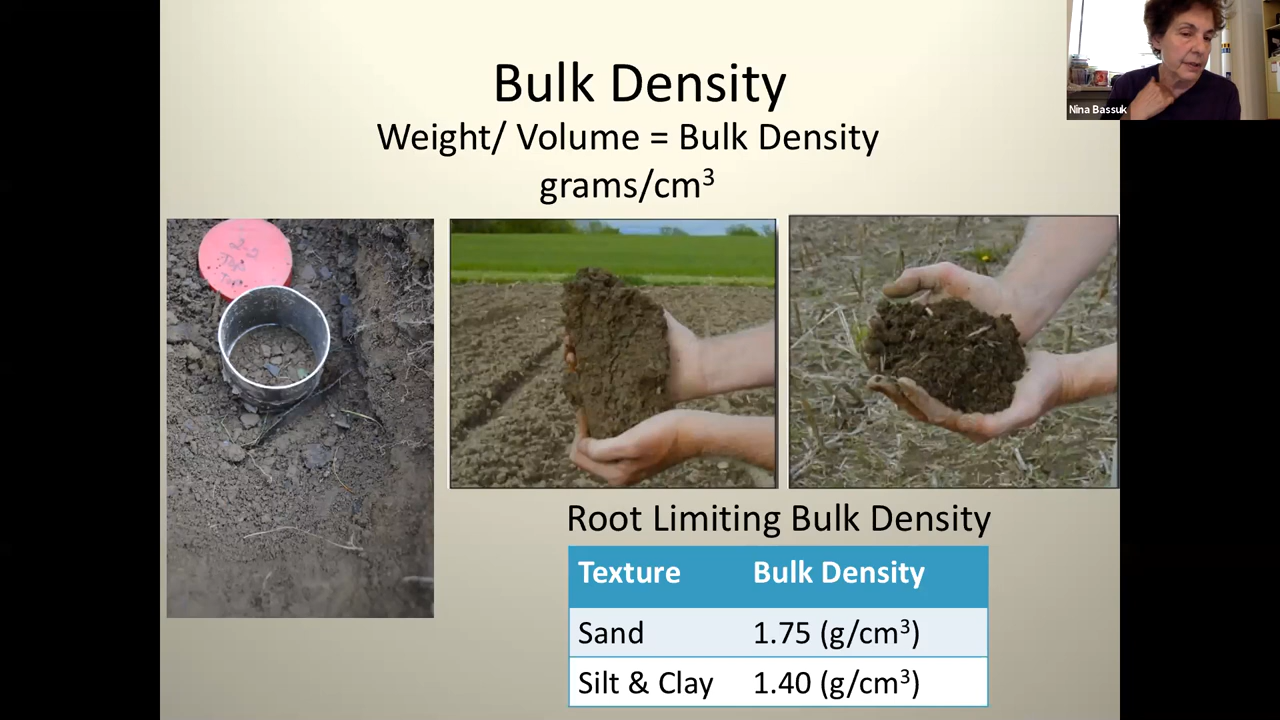 Bulk Density
Weight/ Volume = Bulk Density
grams/cm³
Nina Bassuk
Root Limiting Bulk Density
Texture Bulk Density
Sand 1.75 (g/cm³)
Silt & Clay 1.40 (g/cm³)